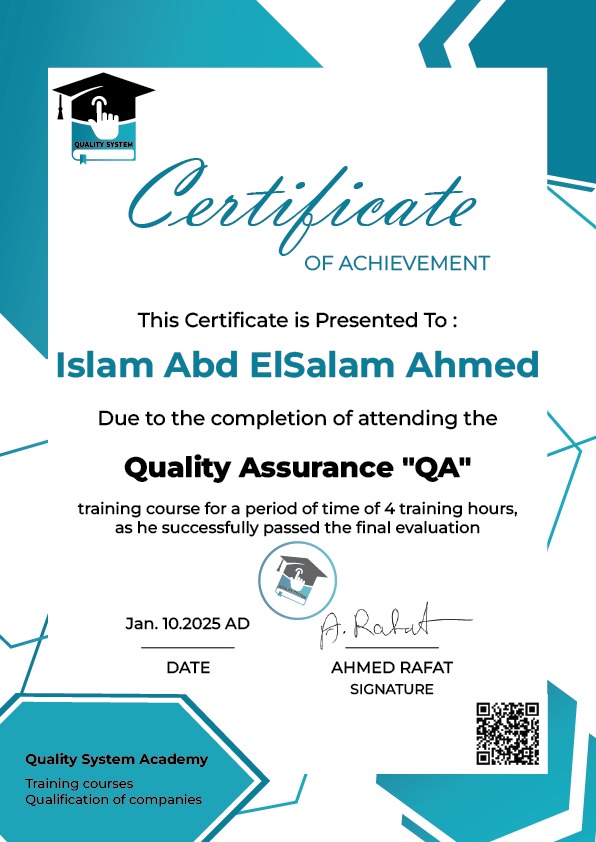 QUALITY SYSTEM
Certificate
OF ACHIEVEMENT
This Certificate is Presented To :
Islam Abd ElSalam Ahmed
Due to the completion of attending the
Quality Assurance "QA"
training course for a period of time of 4 training hours,
as he successfully passed the final evaluation
QUALITY SYSTEM
Jan. 10.2025 AD
A. Rafat
DATE
AHMED RAFAT
SIGNATURE
Quality System Academy
Training courses
Qualification of companies